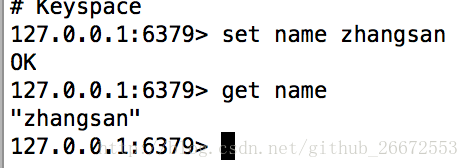 # Keyspace
127.0.0.1:6379> set name zhangsan
OK
127.0.0.1:6379> get name
"zhangsan"
127.0.0.1:6379>
http://blog.csdn.net/github_26672553